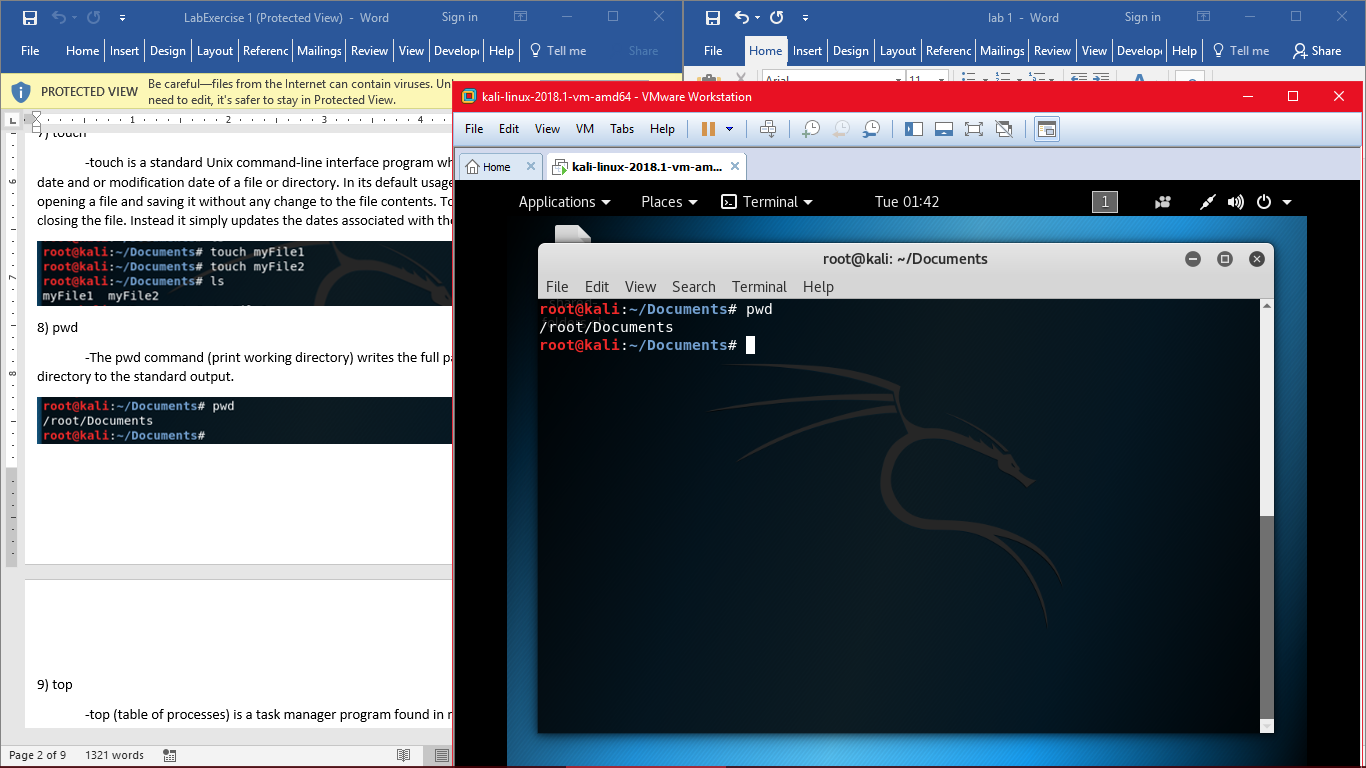 LabExercise 1 (Protected View) - Word
Sign in
File Home Insert Design Layout Referenc Mailings Review View Develope Help Tell me Share
PROTECTED VIEW
Be careful—files from the Internet can contain viruses. Un
need to edit, it's safer to stay in Protected View.
1 2 3 4
-touch is a standard Unix command-line interface program wh
date and or modification date of a file or directory. In its default usage
opening a file and saving it without any change to the file contents. To
closing the file. Instead it simply updates the dates associated with the
root@kali:~/Documents# touch myFile1
root@kali:~/Documents# touch myFile2
root@kali:~/Documents# ls
myFile1 myFile2
8) pwd
-The pwd command (print working directory) writes the full pa
directory to the standard output.
root@kali:~/Documents# pwd
/root/Documents
root@kali:~/Documents#
9) top
-top (table of processes) is a task manager program found in
6
7
8
Page 2 of 9 1321 words
lab 1 - Word
Sign in
File Home Insert Design Layout Referenc Mailings Review View Develop Help Tell me Share
Arial 11
kali-linux-2018.1-vm-amd64 - VMware Workstation
File Edit View VM Tabs Help
Home kali-linux-2018.1-vm-am...
Applications Places Terminal Tue 01:42 1
root@kali: ~/Documents
File Edit View Search Terminal Help
root@kali:~/Documents# pwd
/root/Documents
root@kali:~/Documents#